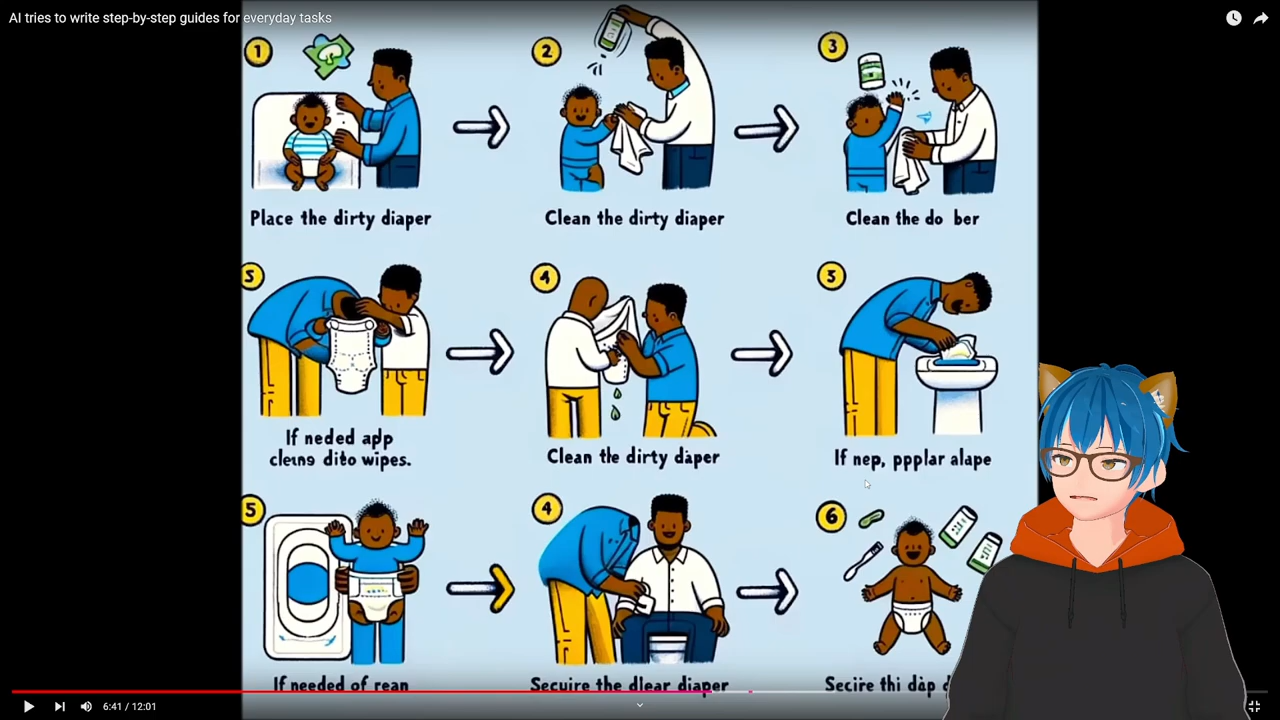 AI tries to write step-by-step guides for everyday tasks
1
2
3
Place the dirty diaper
Clean the dirty diaper
Clean the do ber
5
4
3
If neded app
clene dito wipes.
Clean the dirty daper
If nep, ppplar alape
5
4
6
If needed of rean
Secuire the dlear diaper
Secire thi dap
6:41 / 12:01